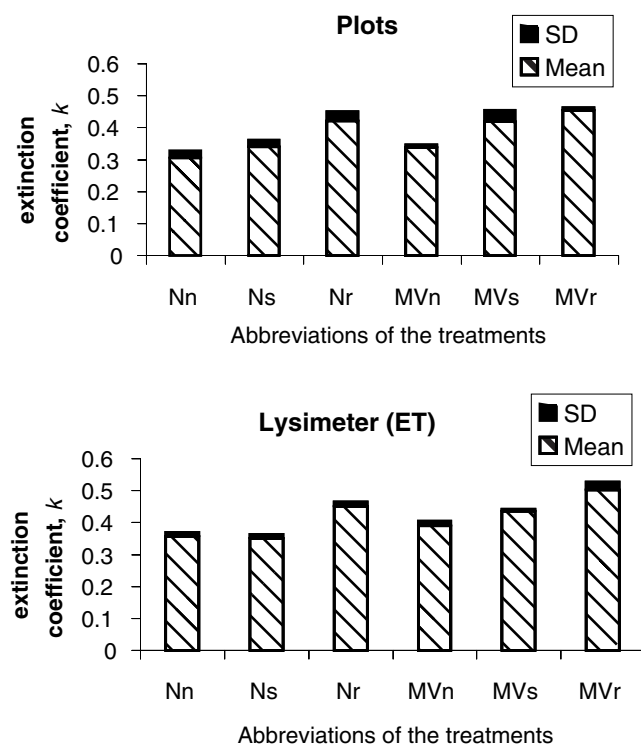 Plots
SD
Mean
0.6
0.5
0.4
0.3
0.2
0.1
0
extinction
coefficient, k
Nn Ns Nr MVn MVs MVr
Abbreviations of the treatments
Lysimeter (ET)
SD
Mean
0.6
0.5
0.4
0.3
0.2
0.1
0
extinction
coefficient, k
Nn Ns Nr MVn MVs MVr
Abbreviations of the treatments